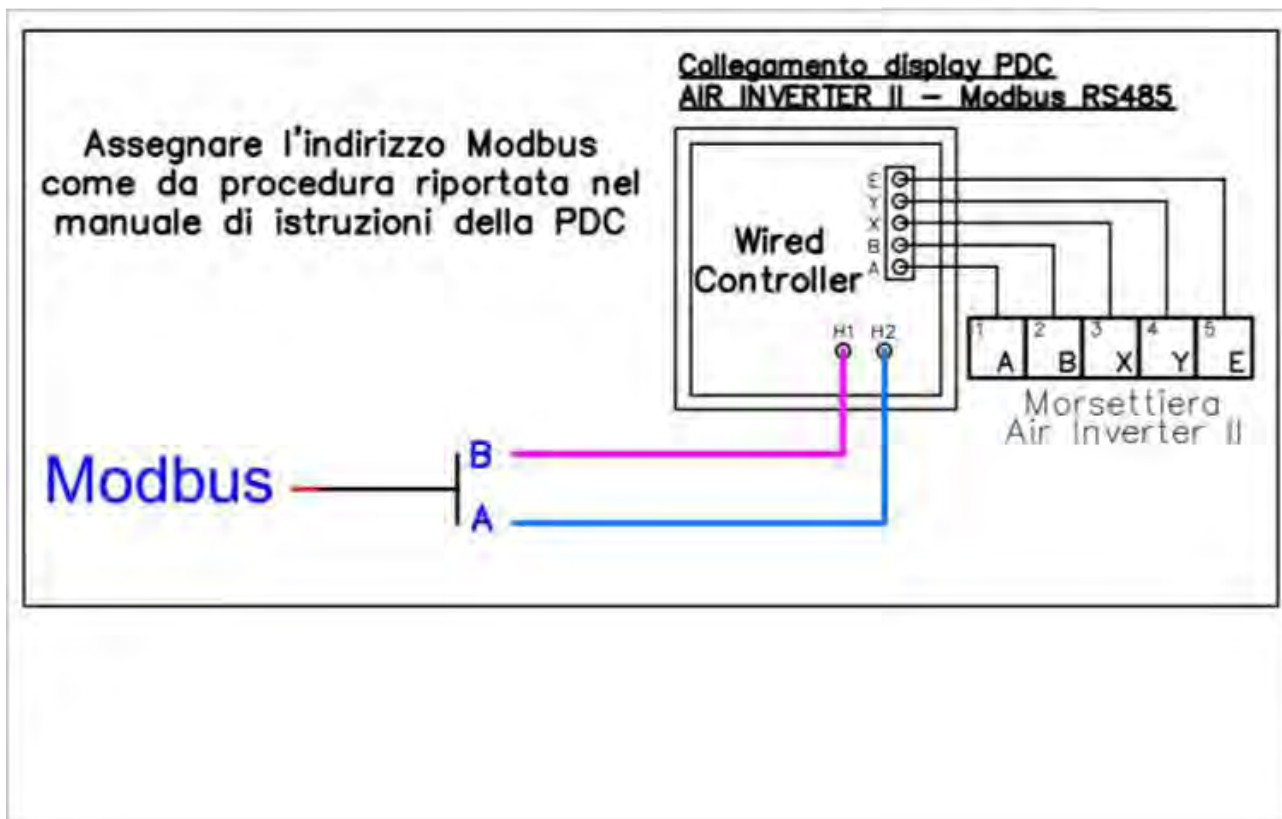 Collegamento display PDC
AIR INVERTER II – Modbus RS485
Assegnare l'indirizzo Modbus
come da procedura riportata nel
manuale di istruzioni della PDC
E
Y
X
B
A
Wired
Controller
H1 H2
1 2 3 4 5
A B X Y E
Morsettiera
Air Inverter II
B
Modbus
A